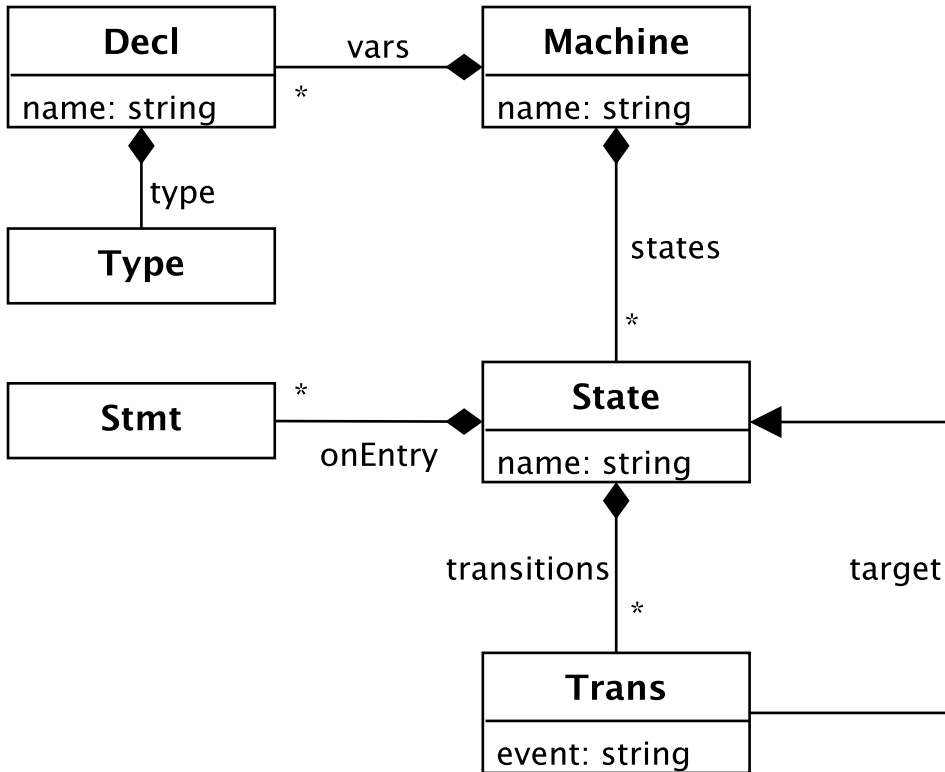 Decl
name: string
vars
*
Machine
name: string
type
Type
states
*
Stmt
*
onEntry
State
name: string
transitions
*
target
Trans
event: string